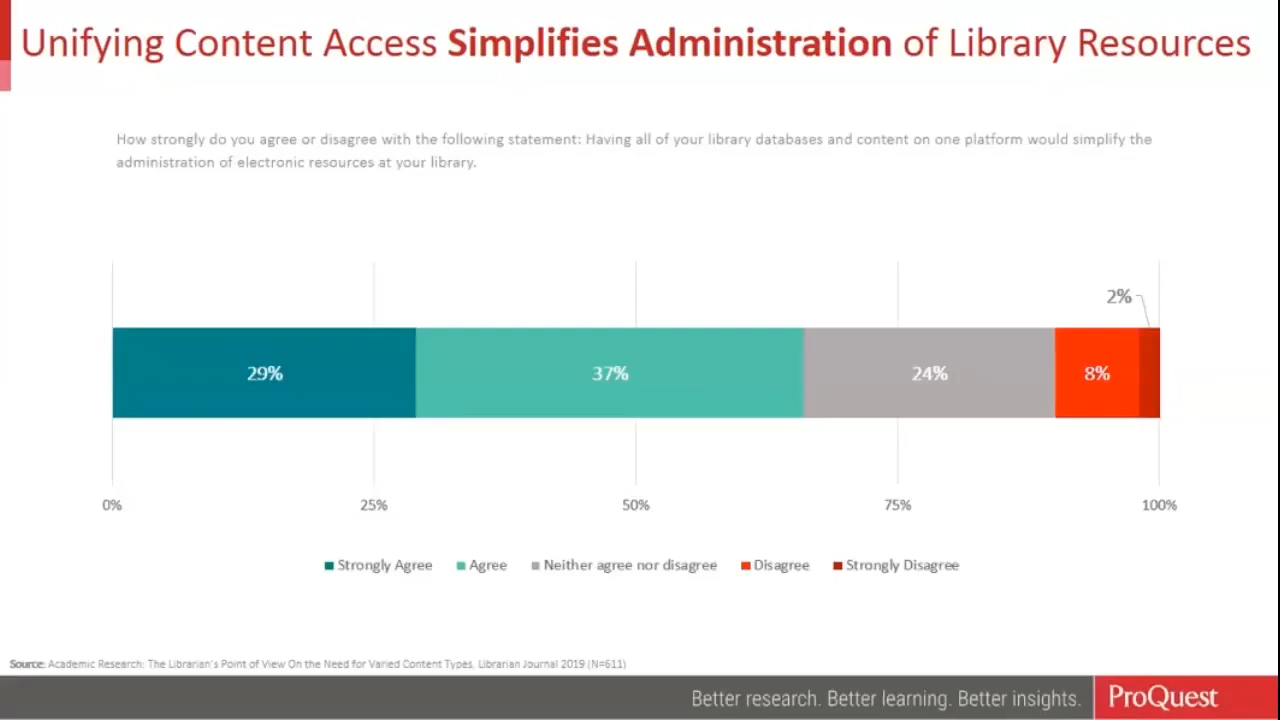 Unifying Content Access Simplifies Administration of Library Resources
How strongly do you agree or disagree with the following statement: Having all of your library databases and content on one platform would simplify the
administration of electronic resources at your library.
2%
29% 37% 24% 8%
0% 25% 50% 75% 100%
Strongly Agree Agree Neither agree nor disagree Disagree Strongly Disagree
Source: Academic Research: The Librarian's Point of View On the Need for Varied Content Types, Librarian Journal 2019 (N=611)
Better research. Better learning. Better insights. ProQuest